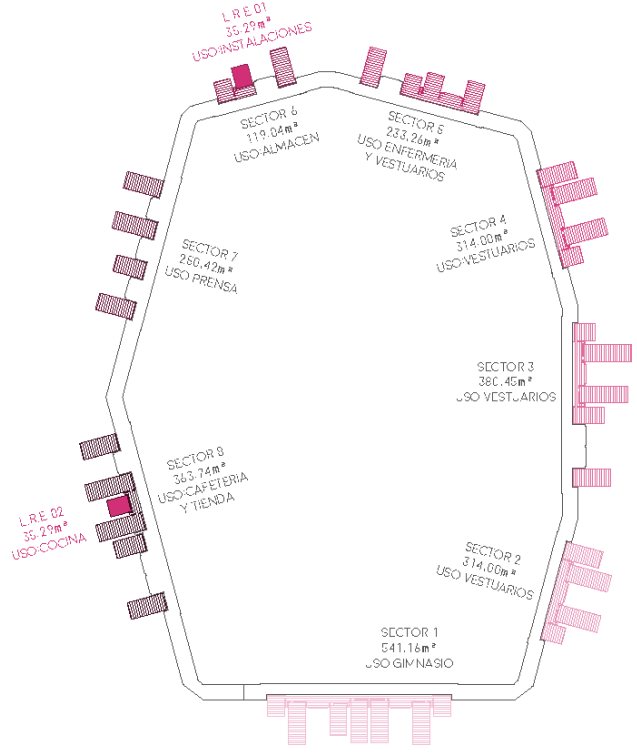 L.R.E 01
35.29m²
USO:INSTALACIONES
SECTOR 6
119.04m²
USO:ALMACEN
SECTOR 5
233.26m²
USO ENFERMERIA
Y VESTUARIOS
SECTOR 4
314.00m²
USO:VESTUARIOS
SECTOR 7
250.42m²
USO PRENSA
SECTOR 3
380.45m²
USO VESTUARIOS
SECTOR 8
363.74m²
USO:CAFETERIA
Y TIENDA
L.R.E 02
35.29m²
USO:COCINA
SECTOR 2
314.00m²
USO VESTUARIOS
SECTOR 1
541.16m²
USO GIMNASIO